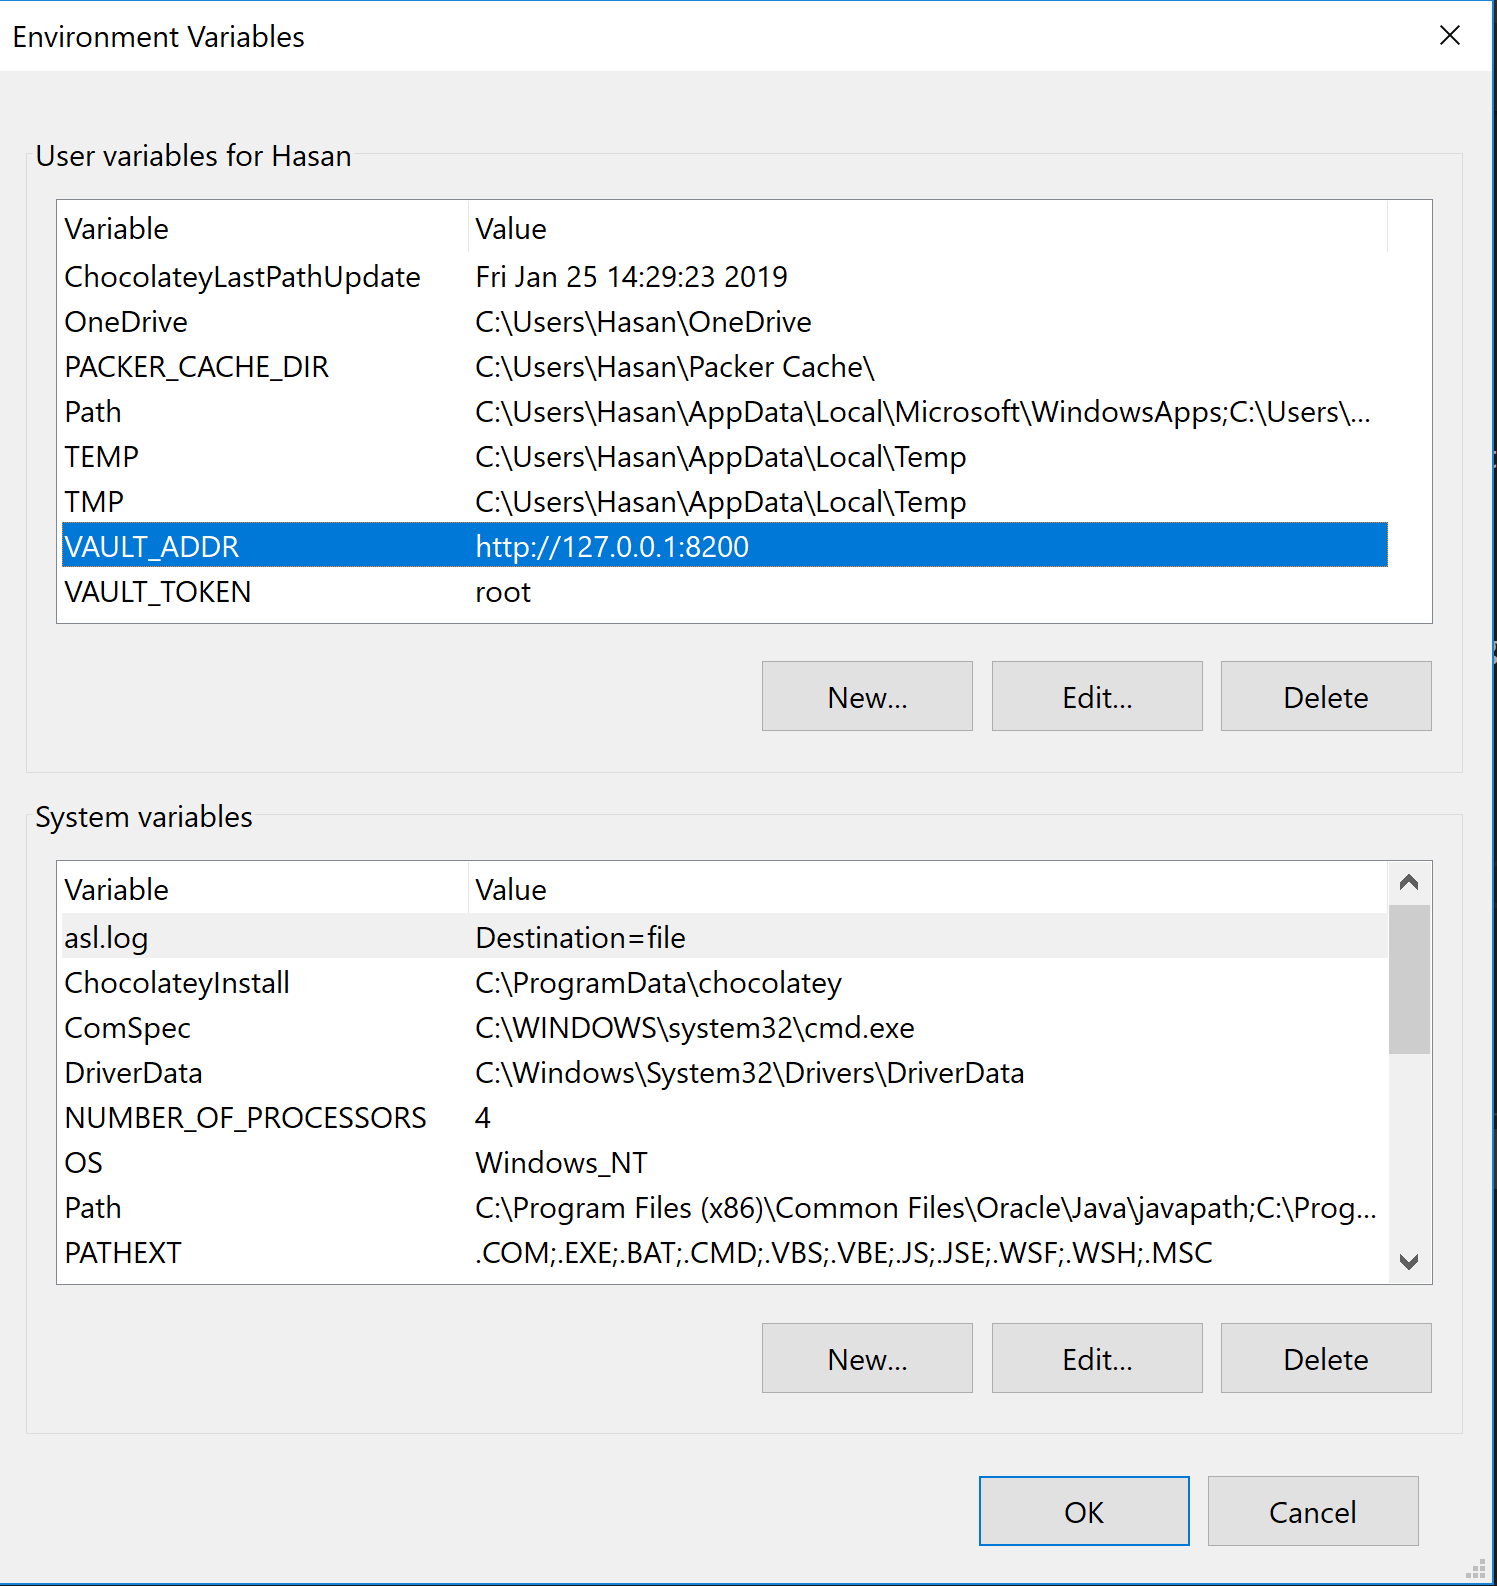 Environment Variables
User variables for Hasan
Variable Value
ChocolateyLastPathUpdate Fri Jan 25 14:29:23 2019
OneDrive C:\Users\Hasan\OneDrive
PACKER_CACHE_DIR C:\Users\Hasan\Packer Cache\
Path C:\Users\Hasan\AppData\Local\Microsoft\WindowsApps;C:\Users\...
TEMP C:\Users\Hasan\AppData\Local\Temp
TMP C:\Users\Hasan\AppData\Local\Temp
VAULT_ADDR http://127.0.0.1:8200
VAULT_TOKEN root
New... Edit... Delete
System variables
Variable Value
asl.log Destination=file
ChocolateyInstall C:\ProgramData\chocolatey
ComSpec C:\WINDOWS\system32\cmd.exe
DriverData C:\Windows\System32\Drivers\DriverData
NUMBER_OF_PROCESSORS 4
OS Windows_NT
Path C:\Program Files (x86)\Common Files\Oracle\Java\javapath;C:\Prog...
PATHEXT .COM;.EXE;.BAT;.CMD;.VBS;.VBE;.JS;.JSE;.WSF;.WSH;.MSC
New... Edit... Delete
OK Cancel